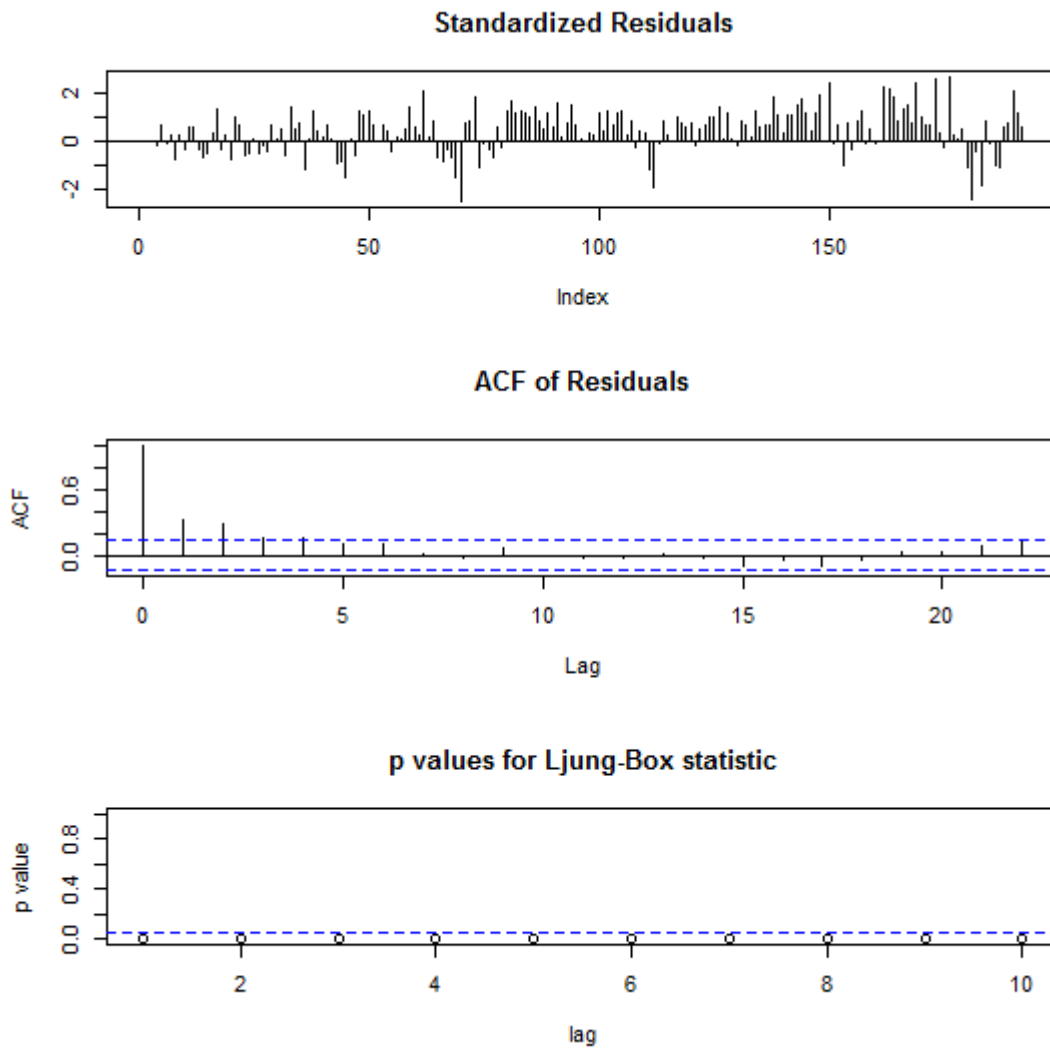 Standardized Residuals
2
0
-2
0 50 100 150
Index
ACF of Residuals
ACF
0.6
0.0
0 5 10 15 20
Lag
p values for Ljung-Box statistic
p value
0.8
0.4
0.0
2 4 6 8 10
lag